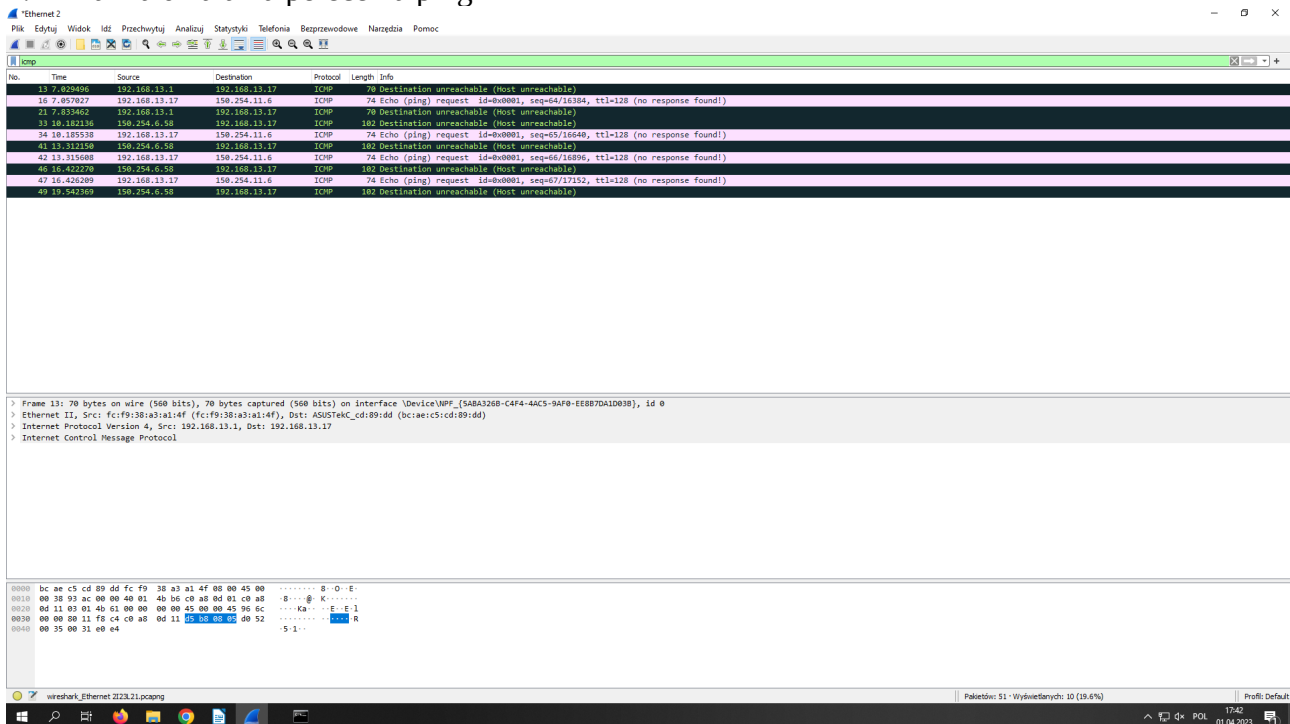 *Ethernet 2
Plik Edytuj Widok Idź Przechwytuj Analizuj Statystyki Telefonia Bezprzewodowe Narzędzia Pomoc
icmp
No. Time Source Destination Protocol Length Info
13 7.029496 192.168.13.1 192.168.13.17 ICMP 70 Destination unreachable (Host unreachable)
16 7.057027 192.168.13.17 150.254.11.6 ICMP 74 Echo (ping) request id=0x0001, seq=64/16384, ttl=128 (no response found!)
21 7.833462 192.168.13.1 192.168.13.17 ICMP 70 Destination unreachable (Host unreachable)
33 10.182136 150.254.6.58 192.168.13.17 ICMP 102 Destination unreachable (Host unreachable)
34 10.185538 192.168.13.17 150.254.11.6 ICMP 74 Echo (ping) request id=0x0001, seq=65/16640, ttl=128 (no response found!)
41 13.312150 150.254.6.58 192.168.13.17 ICMP 102 Destination unreachable (Host unreachable)
42 13.315608 192.168.13.17 150.254.11.6 ICMP 74 Echo (ping) request id=0x0001, seq=66/16896, ttl=128 (no response found!)
46 16.422270 150.254.6.58 192.168.13.17 ICMP 102 Destination unreachable (Host unreachable)
47 16.426209 192.168.13.17 150.254.11.6 ICMP 74 Echo (ping) request id=0x0001, seq=67/17152, ttl=128 (no response found!)
49 19.542369 150.254.6.58 192.168.13.17 ICMP 102 Destination unreachable (Host unreachable)
> Frame 13: 70 bytes on wire (560 bits), 70 bytes captured (560 bits) on interface \Device\NPF_{5ABA326B-C4F4-4AC5-9AF0-EE8B7DA1D03B}, id 0
> Ethernet II, Src: fc:f9:38:a3:a1:4f (fc:f9:38:a3:a1:4f), Dst: ASUSTekC_cd:89:dd (bc:ae:c5:cd:89:dd)
> Internet Protocol Version 4, Src: 192.168.13.1, Dst: 192.168.13.17
> Internet Control Message Protocol
0000 bc ae c5 cd 89 dd fc f9 38 a3 a1 4f 08 00 45 00 ········ 8··O··E·
0010 00 38 93 ac 00 00 40 01 4b b6 c0 a8 0d 01 c0 a8 ·8····@· K·······
0020 0d 11 03 01 4b 61 00 00 00 00 45 00 00 45 96 6c ····Ka·· ··E··E·l
0030 00 00 80 11 f8 c4 c0 a8 0d 11 d5 b8 08 05 d0 52 ········ ·······R
0040 00 35 00 31 e0 e4 ·5·1··
wireshark_Ethernet 2I23L21.pcapng Pakietów: 51 · Wyświetlanych: 10 (19.6%) Profil: Default
POL 17:42
01.04.2023